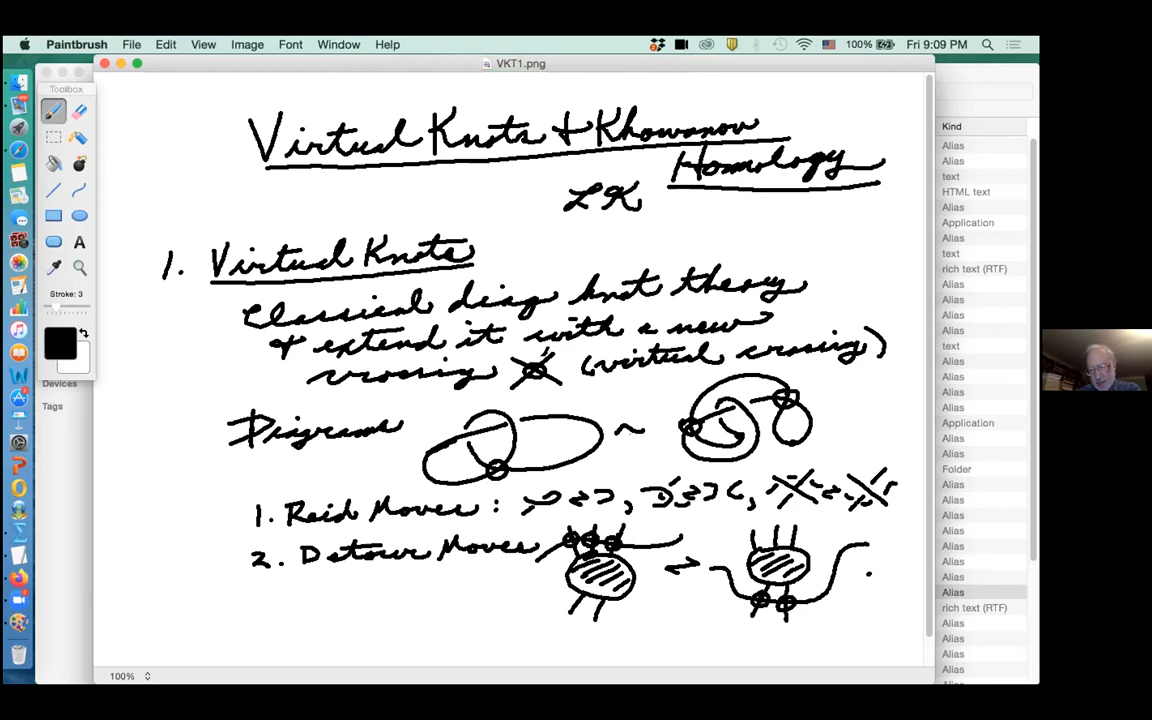 Paintbrush File Edit View Image Font Window Help 100% Fri 9:09 PM
VKT1.png
Toolbox
Stroke: 3
Devices
Tags
Virtual Knots + Khovanov
Homology
LK
1. Virtual Knots
Classical diag knot theory
+ extend it with a new
crossing (virtual crossing)
Diagrams ~
1. Reid Moves : , ,
2. Detour Moves
100%
Kind
Alias
Alias
text
HTML text
Alias
Application
Alias
text
rich text (RTF)
Alias
Alias
Alias
text
Alias
Alias
Alias
Alias
Application
Alias
Folder
Alias
Alias
Alias
Alias
Alias
Alias
rich text (RTF)
Alias
Alias
Alias
Alias